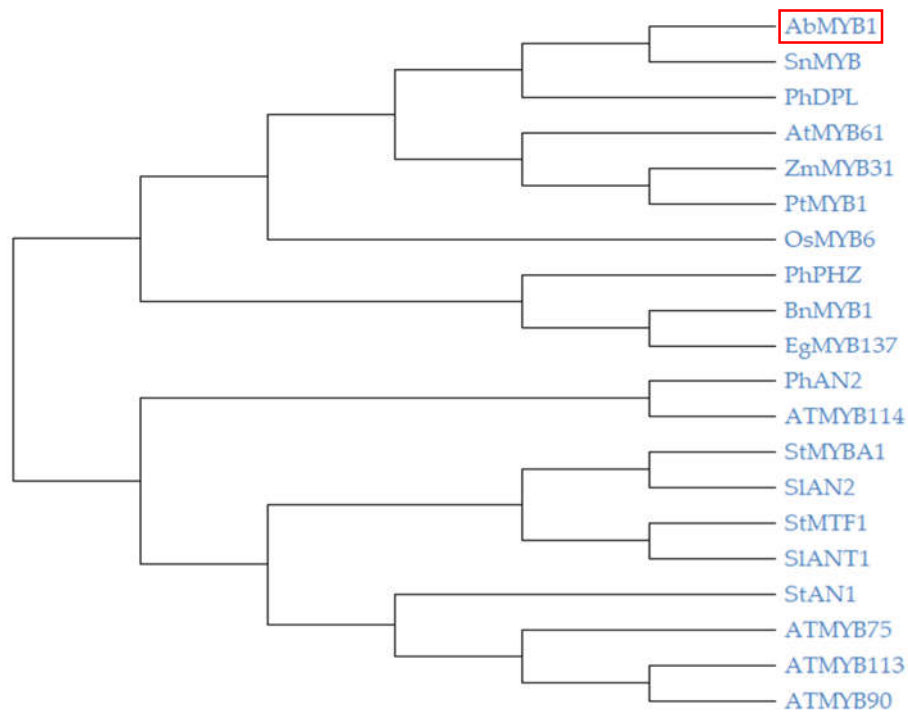 AbMYB1
SnMYB
PhDPL
AtMYB61
ZmMYB31
PtMYB1
OsMYB6
PhPHZ
BnMYB1
EgMYB137
PhAN2
ATMYB114
StMYBA1
SlAN2
StMTF1
SlANT1
StAN1
ATMYB75
ATMYB113
ATMYB90